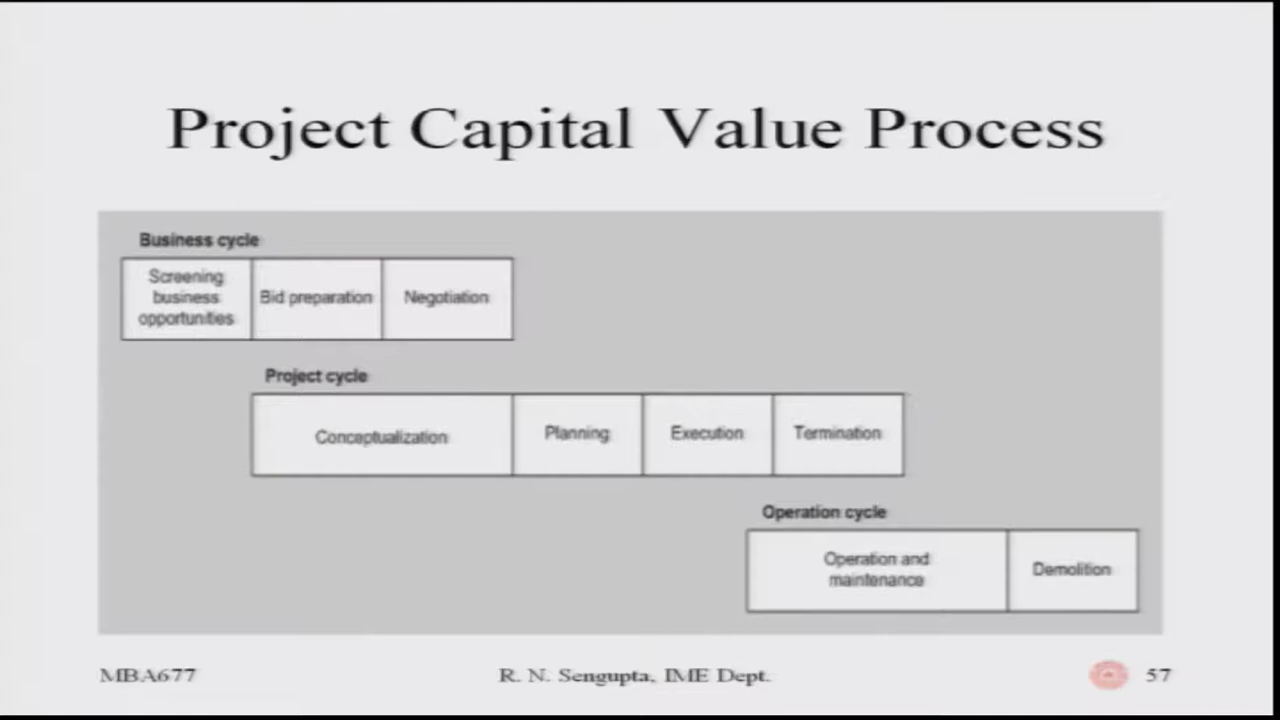 Project Capital Value Process
Business cycle
Screening
business
opportunities
Bid preparation
Negotiation
Project cycle
Conceptualization
Planning
Execution
Termination
Operation cycle
Operation and
maintenance
Demolition
MBA677
R. N. Sengupta, IME Dept.
57